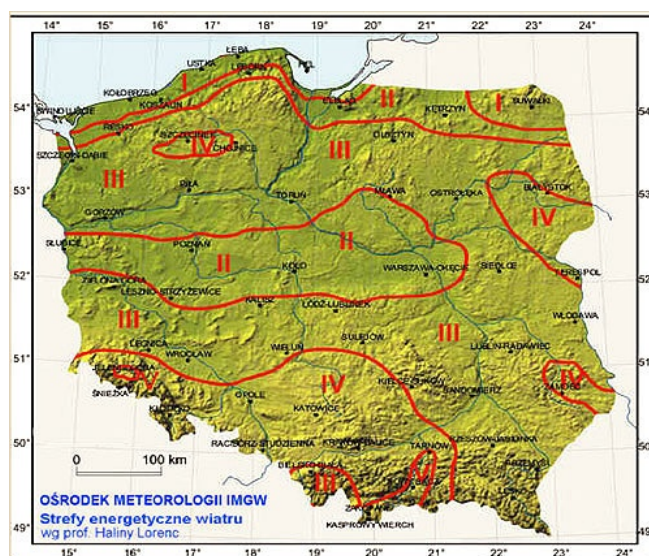 14° 15° 16° 17° 18° 19° 20° 21° 22° 23° 24°
ŁEBA
USTKA
LĘBORK
HEL
I
KOŁOBRZEG
KOSZALIN
ELBLĄG
II
I
SUWAŁKI
54°
54°
KĘTRZYN
ŚWINOUJŚCIE
RESKO
SZCZECINEK
IV
CHOJNICE
OLSZTYN
III
SZCZECIN-DĄBIE
III
PIŁA
TORUŃ
MŁAWA
OSTROŁĘKA
BIAŁYSTOK
53°
53°
IV
GORZÓW
SŁUBICE
POZNAŃ
II
II
KOŁO
WARSZAWA-OKĘCIE
SIEDLCE
TERESPOL
52°
52°
ZIELONA GÓRA
LESZNO-STRZYŻEWICE
KALISZ
ŁÓDŹ-LUBLINEK
III
III
WŁODAWA
SULEJÓW
LEGNICA
WROCŁAW
WIELUŃ
LUBLIN-RADAWIEC
51°
51°
JELENIA GÓRA
V
ŚNIEŻKA
IV
KIELCE-SUKÓW
SANDOMIERZ
IV
ZAMOŚĆ
KŁODZKO
OPOLE
KATOWICE
50°
50°
RACIBÓRZ-STUDZIENNA
KRAKÓW-BALICE
TARNÓW
RZESZÓW-JASIONKA
PRZEMYŚL
BIELSKO-BIAŁA
III
V
0 100 km
KASPROWY WIERCH
49°
49°
OŚRODEK METEOROLOGII IMGW
Strefy energetyczne wiatru
wg prof. Haliny Lorenc
15° 16° 17° 18° 19° 20° 21° 22° 23°